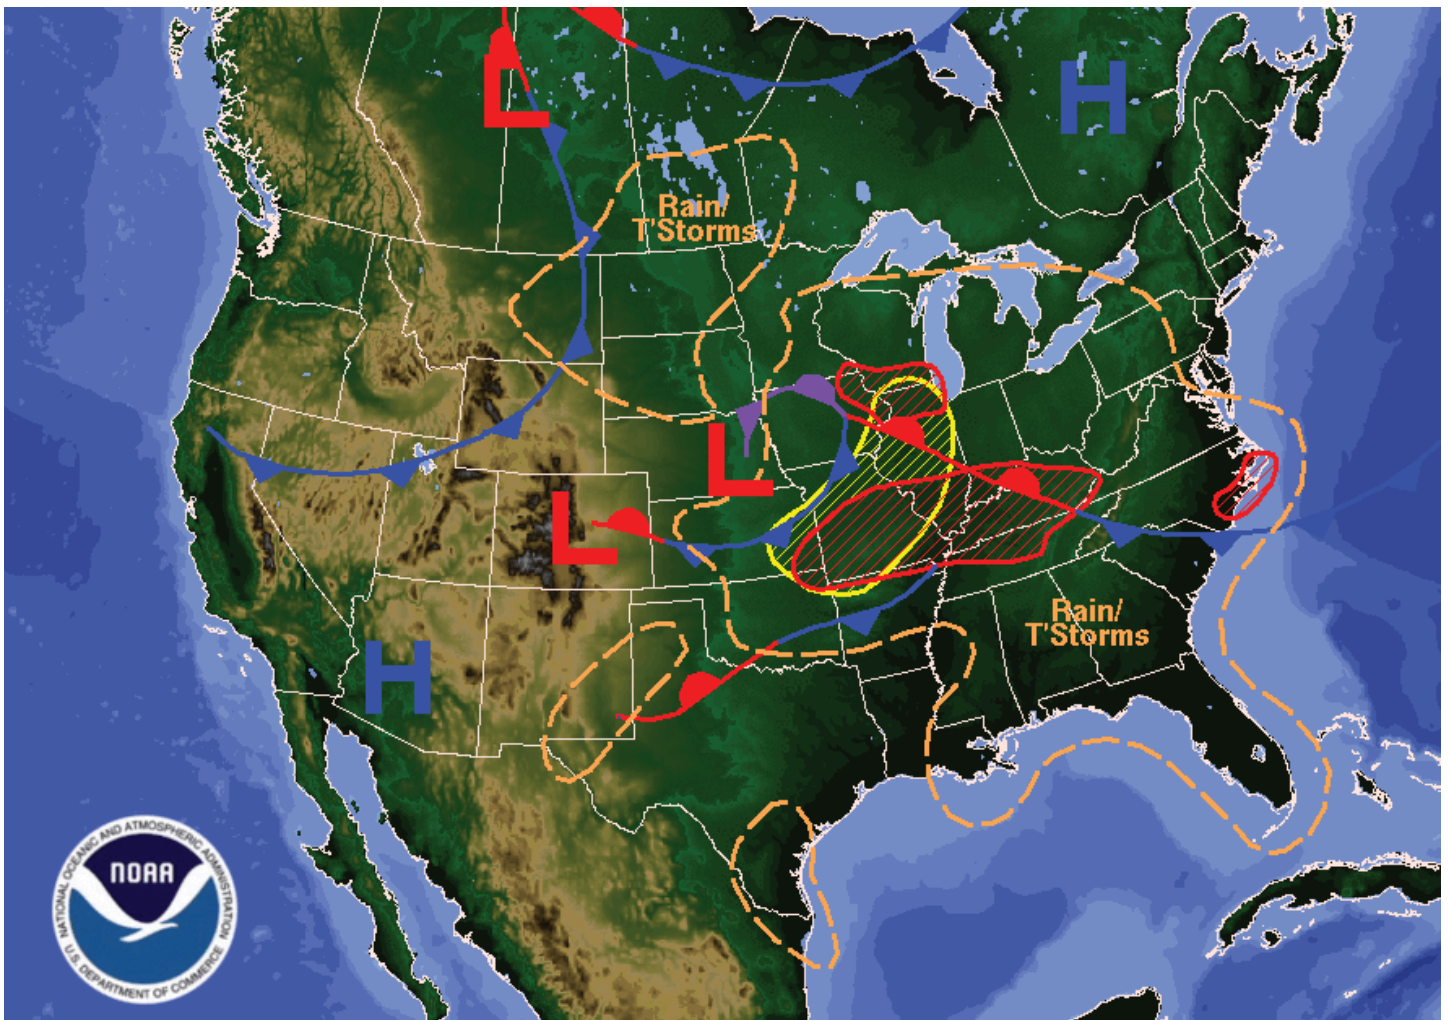 L
H
Rain/
T'Storms
L
L
Rain/
T'Storms
H
NATIONAL OCEANIC AND ATMOSPHERIC ADMINISTRATION
NOAA
U.S. DEPARTMENT OF COMMERCE